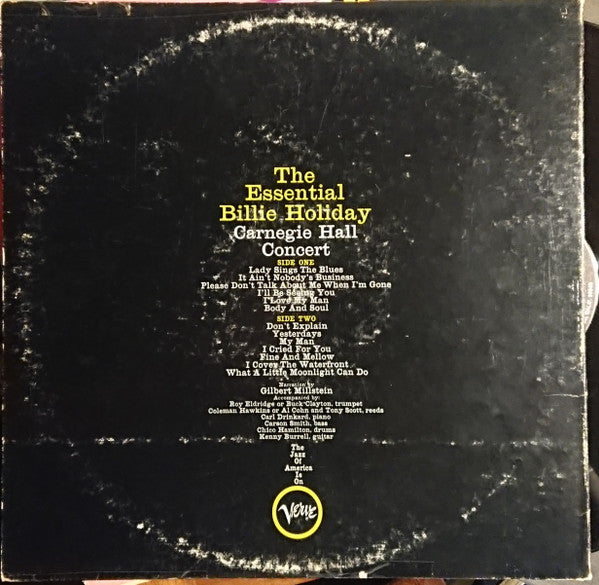 The
Essential
Billie Holiday
Carnegie Hall
Concert
SIDE ONE
Lady Sings The Blues
It Ain't Nobody's Business
Please Don't Talk About Me When I'm Gone
I'll Be Seeing You
I Love My Man
Body And Soul
SIDE TWO
Don't Explain
Yesterdays
My Man
I Cried For You
Fine And Mellow
I Cover The Waterfront
What A Little Moonlight Can Do
Narration by
Gilbert Millstein
Accompanied by:
Roy Eldridge or Buck Clayton, trumpet
Coleman Hawkins or Al Cohn and Tony Scott, reeds
Carl Drinkard, piano
Carson Smith, bass
Chico Hamilton, drums
Kenny Burrell, guitar
The
Jazz
Of
America
Is
On
Verve